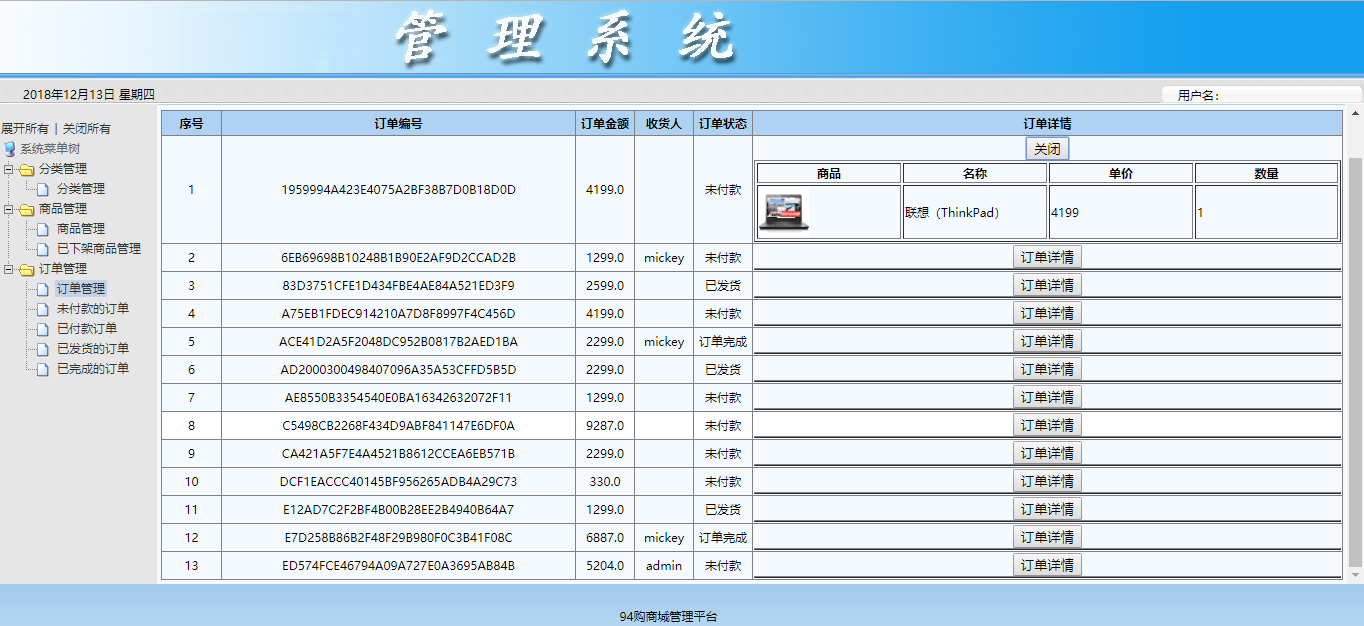 管理系统
2018年12月13日 星期四
用户名：
展开所有 | 关闭所有
系统菜单树
分类管理
分类管理
商品管理
商品管理
已下架商品管理
订单管理
订单管理
未付款的订单
已付款订单
已发货的订单
已完成的订单
序号 订单编号 订单金额 收货人 订单状态 订单详情
关闭
商品 名称 单价 数量
1 1959994A423E4075A2BF38B7D0B18D0D 4199.0 未付款 联想（ThinkPad） 4199 1
2 6EB69698B10248B1B90E2AF9D2CCAD2B 1299.0 mickey 未付款 订单详情
3 83D3751CFE1D434FBE4AE84A521ED3F9 2599.0 已发货 订单详情
4 A75EB1FDEC914210A7D8F8997F4C456D 4199.0 未付款 订单详情
5 ACE41D2A5F2048DC952B0817B2AED1BA 2299.0 mickey 订单完成 订单详情
6 AD2000300498407096A35A53CFFD5B5D 2299.0 已发货 订单详情
7 AE8550B3354540E0BA16342632072F11 1299.0 未付款 订单详情
8 C5498CB2268F434D9ABF841147E6DF0A 9287.0 未付款 订单详情
9 CA421A5F7E4A4521B8612CCEA6EB571B 2299.0 未付款 订单详情
10 DCF1EACCC40145BF956265ADB4A29C73 330.0 未付款 订单详情
11 E12AD7C2F2BF4B00B28EE2B4940B64A7 1299.0 已发货 订单详情
12 E7D258B86B2F48F29B980F0C3B41F08C 6887.0 mickey 订单完成 订单详情
13 ED574FCE46794A09A727E0A3695AB84B 5204.0 admin 未付款 订单详情
94购商城管理平台